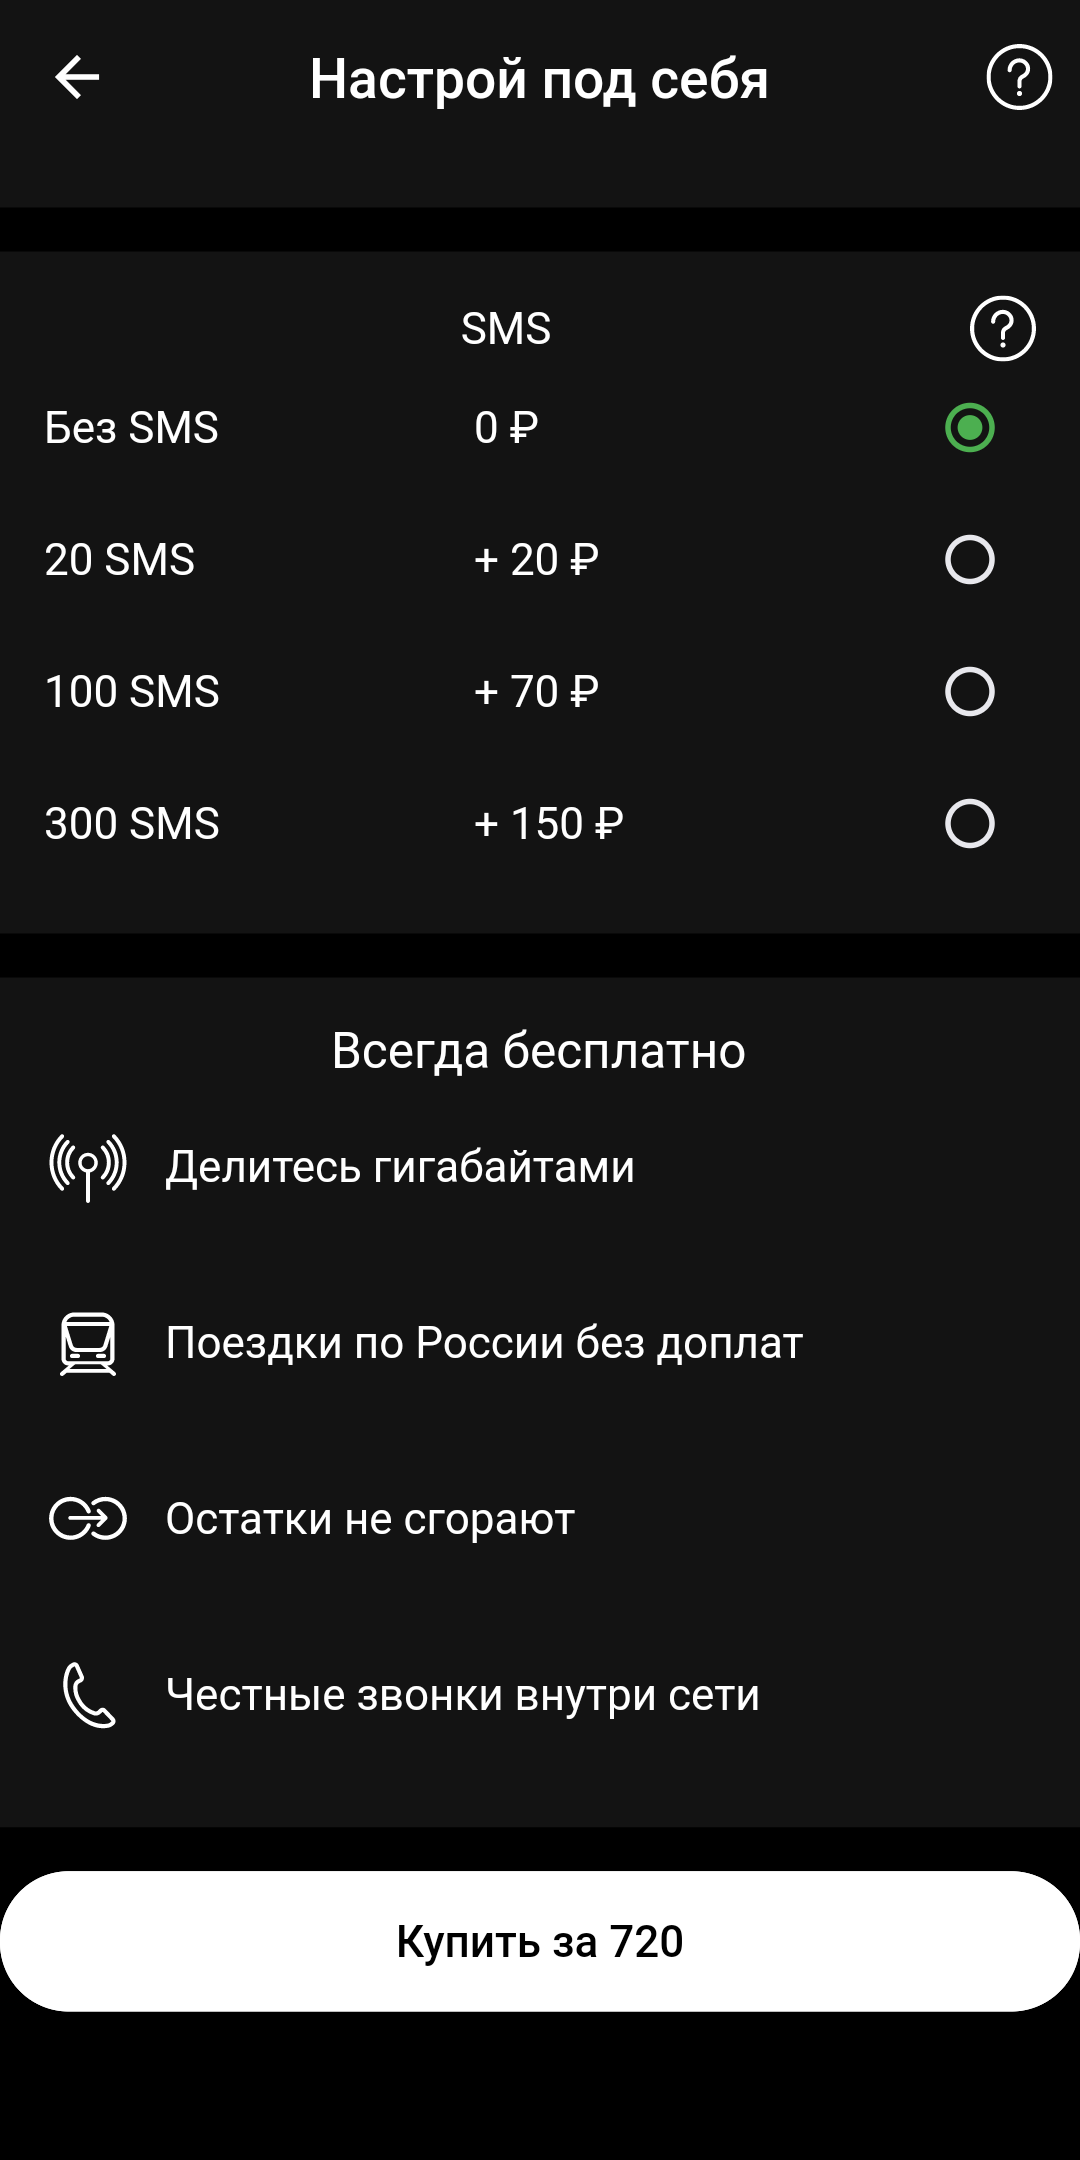 Настрой под себя
SMS
Без SMS 0 ₽
20 SMS + 20 ₽
100 SMS + 70 ₽
300 SMS + 150 ₽
Всегда бесплатно
Делитесь гигабайтами
Поездки по России без доплат
Остатки не сгорают
Честные звонки внутри сети
Купить за 720